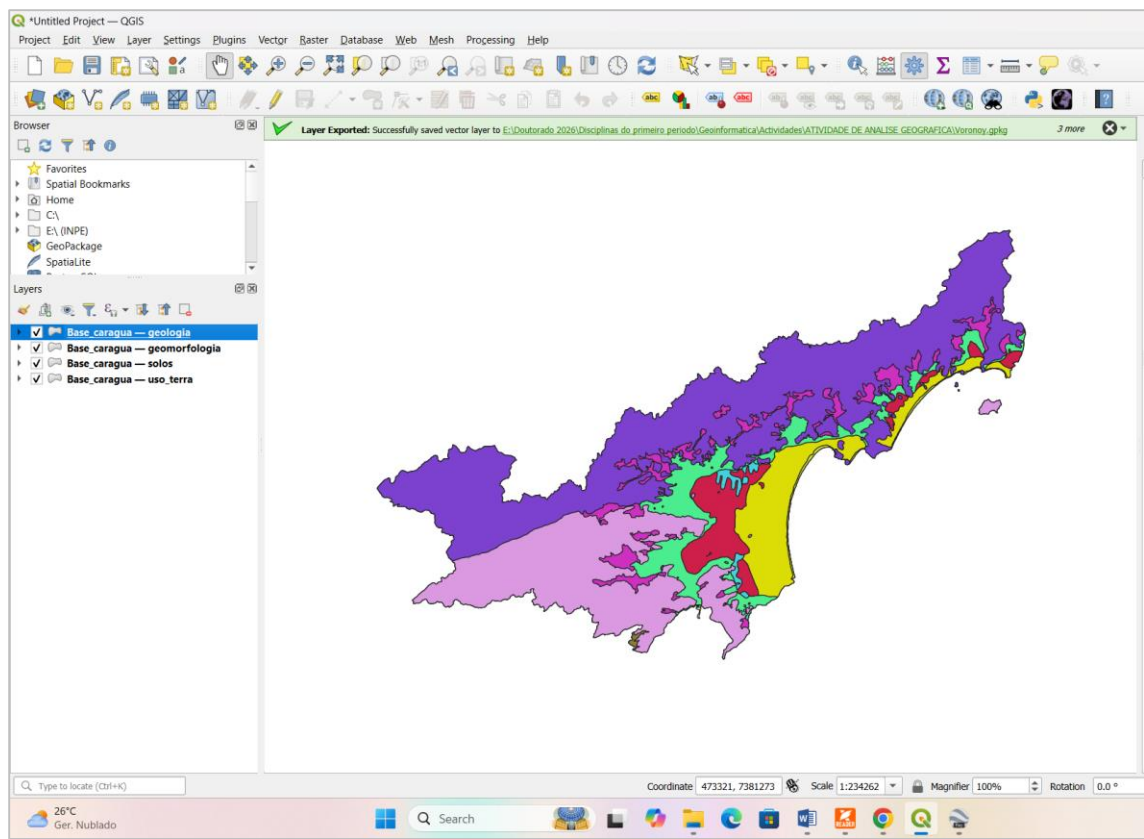 *Untitled Project — QGIS
Project Edit View Layer Settings Plugins Vector Raster Database Web Mesh Processing Help
Browser
Layer Exported: Successfully saved vector layer to E:\Doutorado 2026\Disciplinas do primeiro periodo\Geoinformatica\Actividades\ATIVIDADE DE ANALISE GEOGRAFICA\Voronoy.gpkg 3 more
Favorites
Spatial Bookmarks
Home
C:\
E:\ (INPE)
GeoPackage
SpatiaLite
Layers
Base_caragua — geologia
Base_caragua — geomorfologia
Base_caragua — solos
Base_caragua — uso_terra
Type to locate (Ctrl+K)
Coordinate 473321, 7381273 Scale 1:234262 Magnifier 100% Rotation 0.0 °
26°C
Ger. Nublado
Search